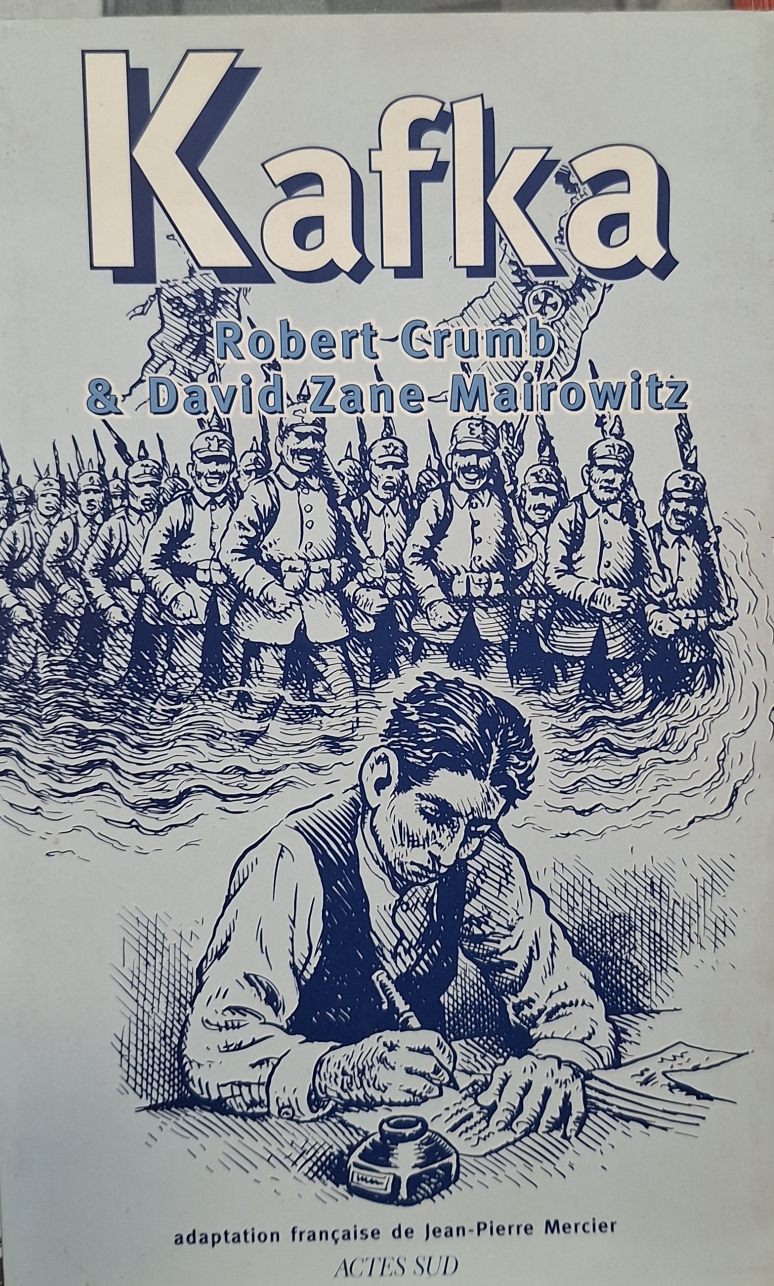 Kafka
Robert Crumb
& David Zane Mairowitz
adaptation française de Jean-Pierre Mercier
ACTES SUD